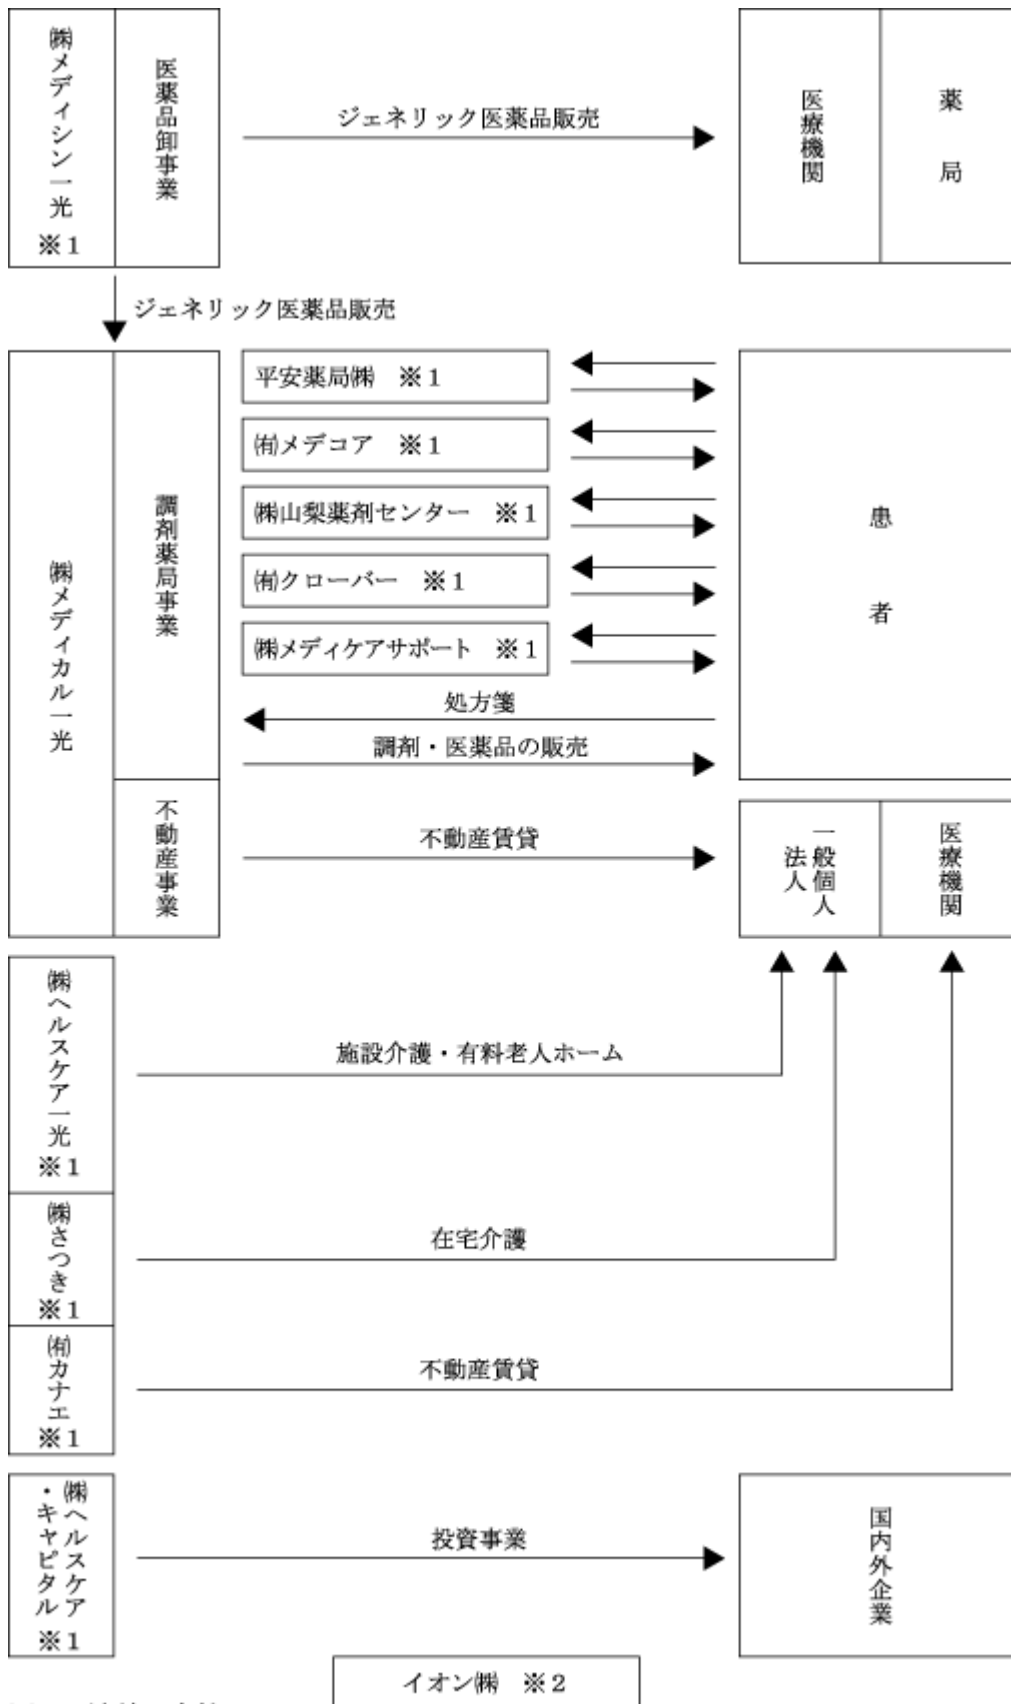 ㈱メディシン一光
※1
医薬品卸事業
ジェネリック医薬品販売
医療機関
薬局
ジェネリック医薬品販売
㈱メディカル一光
調剤薬局事業
平安薬局㈱ ※1
㈲メデコア ※1
㈱山梨薬剤センター ※1
㈲クローバー ※1
㈱メディケアサポート ※1
処方箋
調剤・医薬品の販売
患者
不動産事業
不動産賃貸
一般個人
法人
医療機関
㈱ヘルスケア一光
※1
施設介護・有料老人ホーム
㈱さつき
※1
在宅介護
㈲カナエ
※1
不動産賃貸
㈱ヘルスケア
・キャピタル
※1
投資事業
国内外企業
イオン㈱ ※2